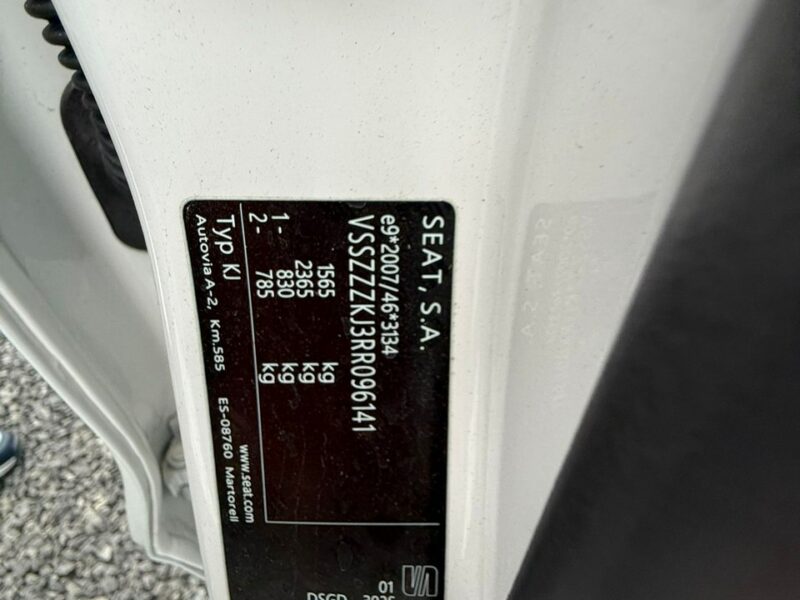 SEAT, S.A.
e9*2007/46*3134
VSSZZZKJ3RR096141
1565 kg
2365 kg
1- 830 kg
2- 785 kg
Typ KJ www.seat.com
Autovia A-2, Km.585 ES-08760 Martorell
01